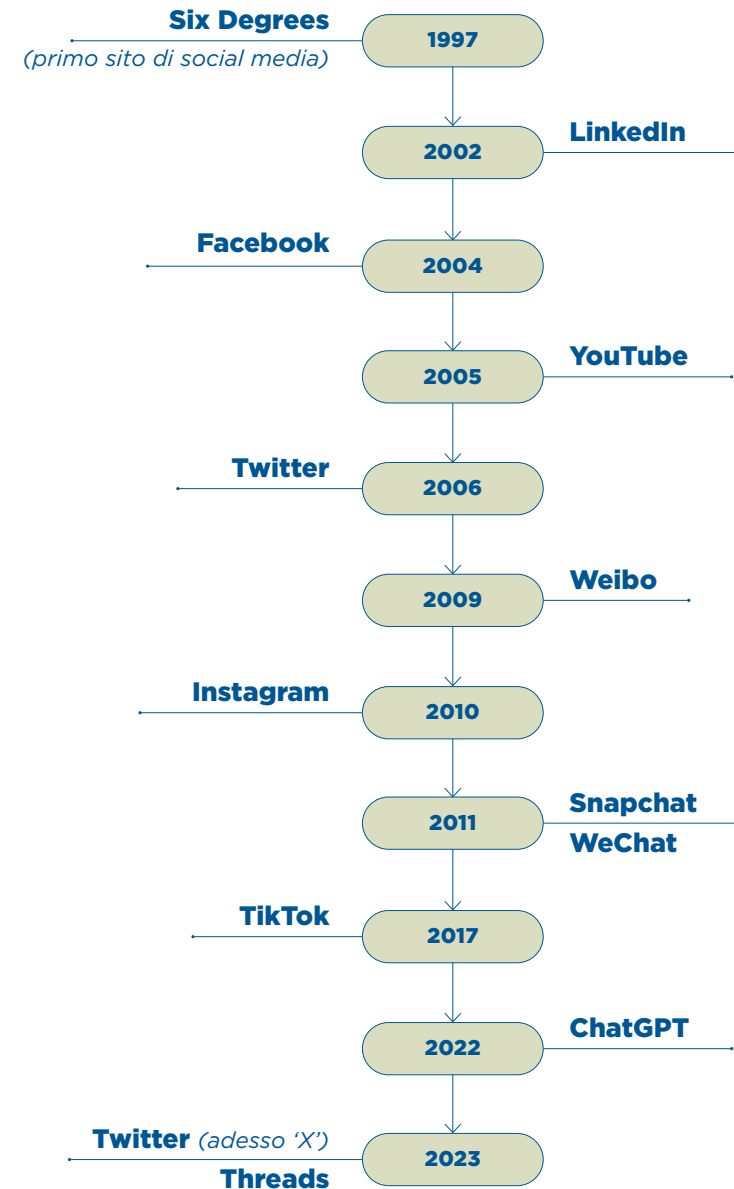 Six Degrees
(primo sito di social media)
1997
2002
LinkedIn
Facebook
2004
2005
YouTube
Twitter
2006
2009
Weibo
Instagram
2010
2011
Snapchat
WeChat
TikTok
2017
2022
ChatGPT
Twitter (adesso ‘X’)
Threads
2023